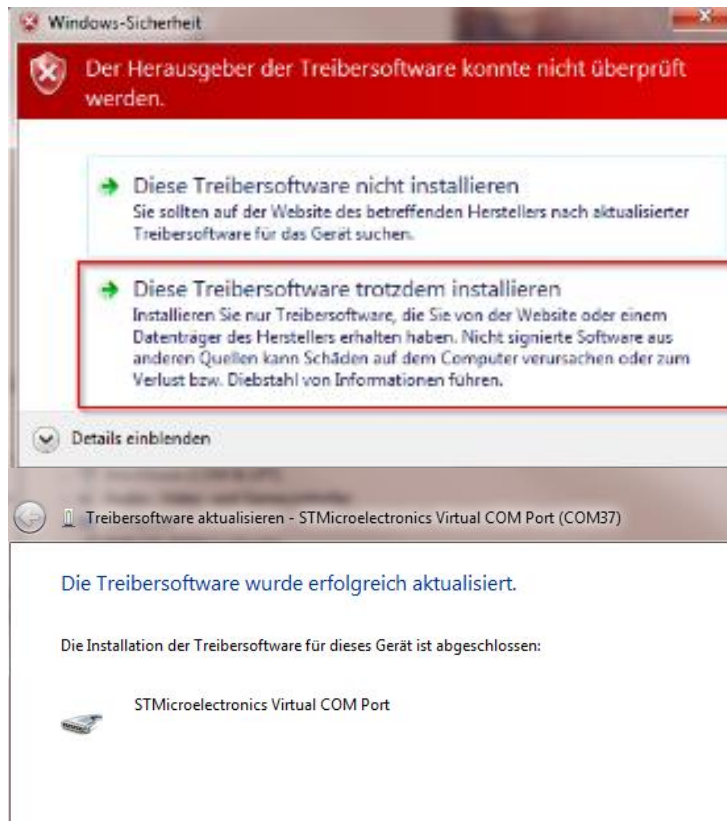 Windows-Sicherheit
Der Herausgeber der Treibersoftware konnte nicht überprüft
werden.
Diese Treibersoftware nicht installieren
Sie sollten auf der Website des betreffenden Herstellers nach aktualisierter
Treibersoftware für das Gerät suchen.
Diese Treibersoftware trotzdem installieren
Installieren Sie nur Treibersoftware, die Sie von der Website oder einem
Datenträger des Herstellers erhalten haben. Nicht signierte Software aus
anderen Quellen kann Schäden auf dem Computer verursachen oder zum
Verlust bzw. Diebstahl von Informationen führen.
Details einblenden
Treibersoftware aktualisieren - STMicroelectronics Virtual COM Port (COM37)
Die Treibersoftware wurde erfolgreich aktualisiert.
Die Installation der Treibersoftware für dieses Gerät ist abgeschlossen:
STMicroelectronics Virtual COM Port